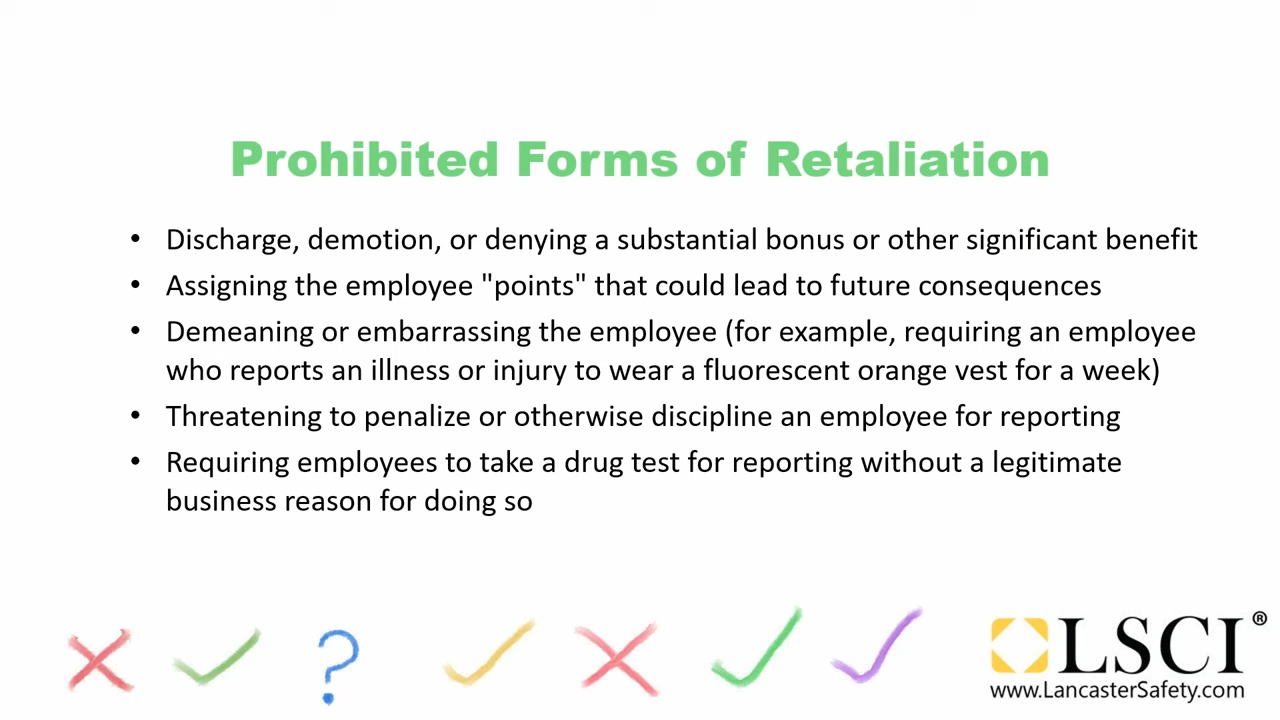 Prohibited Forms of Retaliation
• Discharge, demotion, or denying a substantial bonus or other significant benefit
• Assigning the employee "points" that could lead to future consequences
• Demeaning or embarrassing the employee (for example, requiring an employee
who reports an illness or injury to wear a fluorescent orange vest for a week)
• Threatening to penalize or otherwise discipline an employee for reporting
• Requiring employees to take a drug test for reporting without a legitimate
business reason for doing so
?
LSCI®
www.LancasterSafety.com